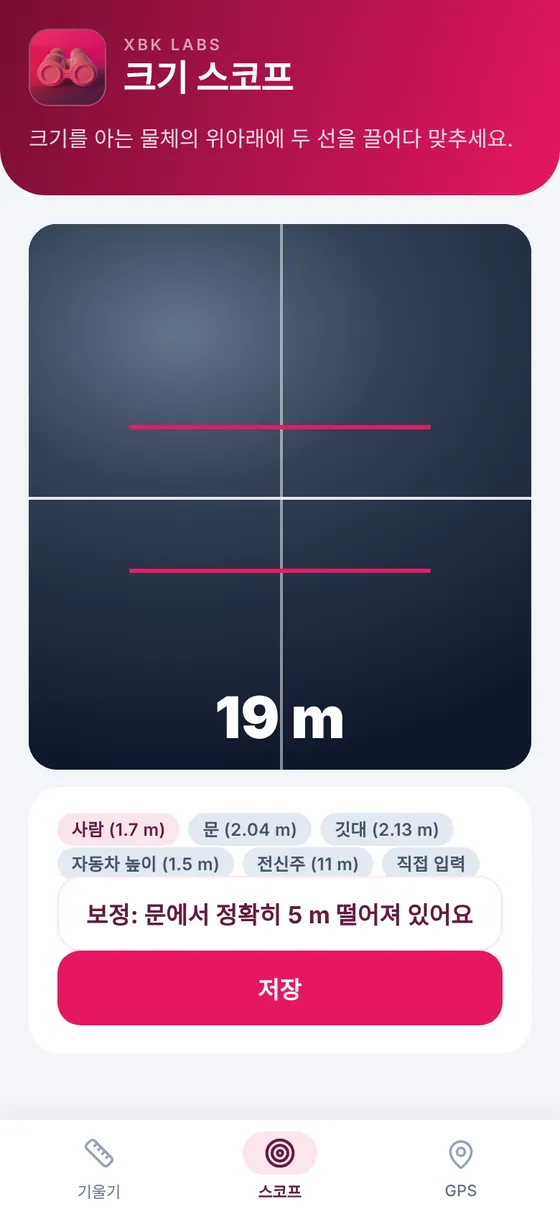 XBK LABS
크기 스코프
크기를 아는 물체의 위아래에 두 선을 끌어다 맞추세요.
19 m
사람 (1.7 m) 문 (2.04 m) 깃대 (2.13 m)
자동차 높이 (1.5 m) 전신주 (11 m) 직접 입력
보정: 문에서 정확히 5 m 떨어져 있어요
저장
기울기 스코프 GPS